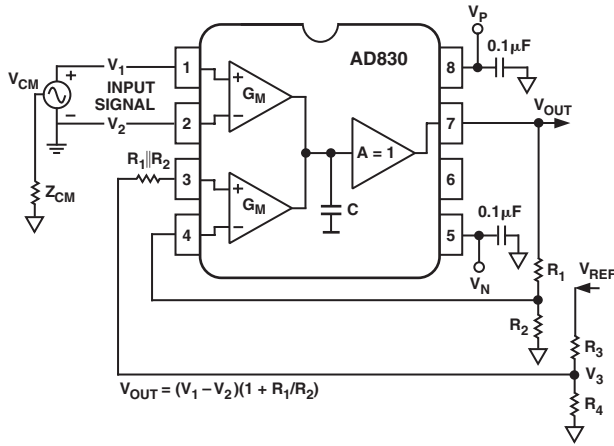 V_P
0.1μF
AD830
V_1
1
8
+
G_M
−
V_CM
+
−
INPUT
SIGNAL
V_2
2
7
V_OUT
A = 1
R_1||R_2
3
6
+
G_M
−
C
Z_CM
4
5
0.1μF
V_N
R_1
V_REF
R_2
R_3
V_3
R_4
V_OUT = (V_1 – V_2)(1 + R_1/R_2)